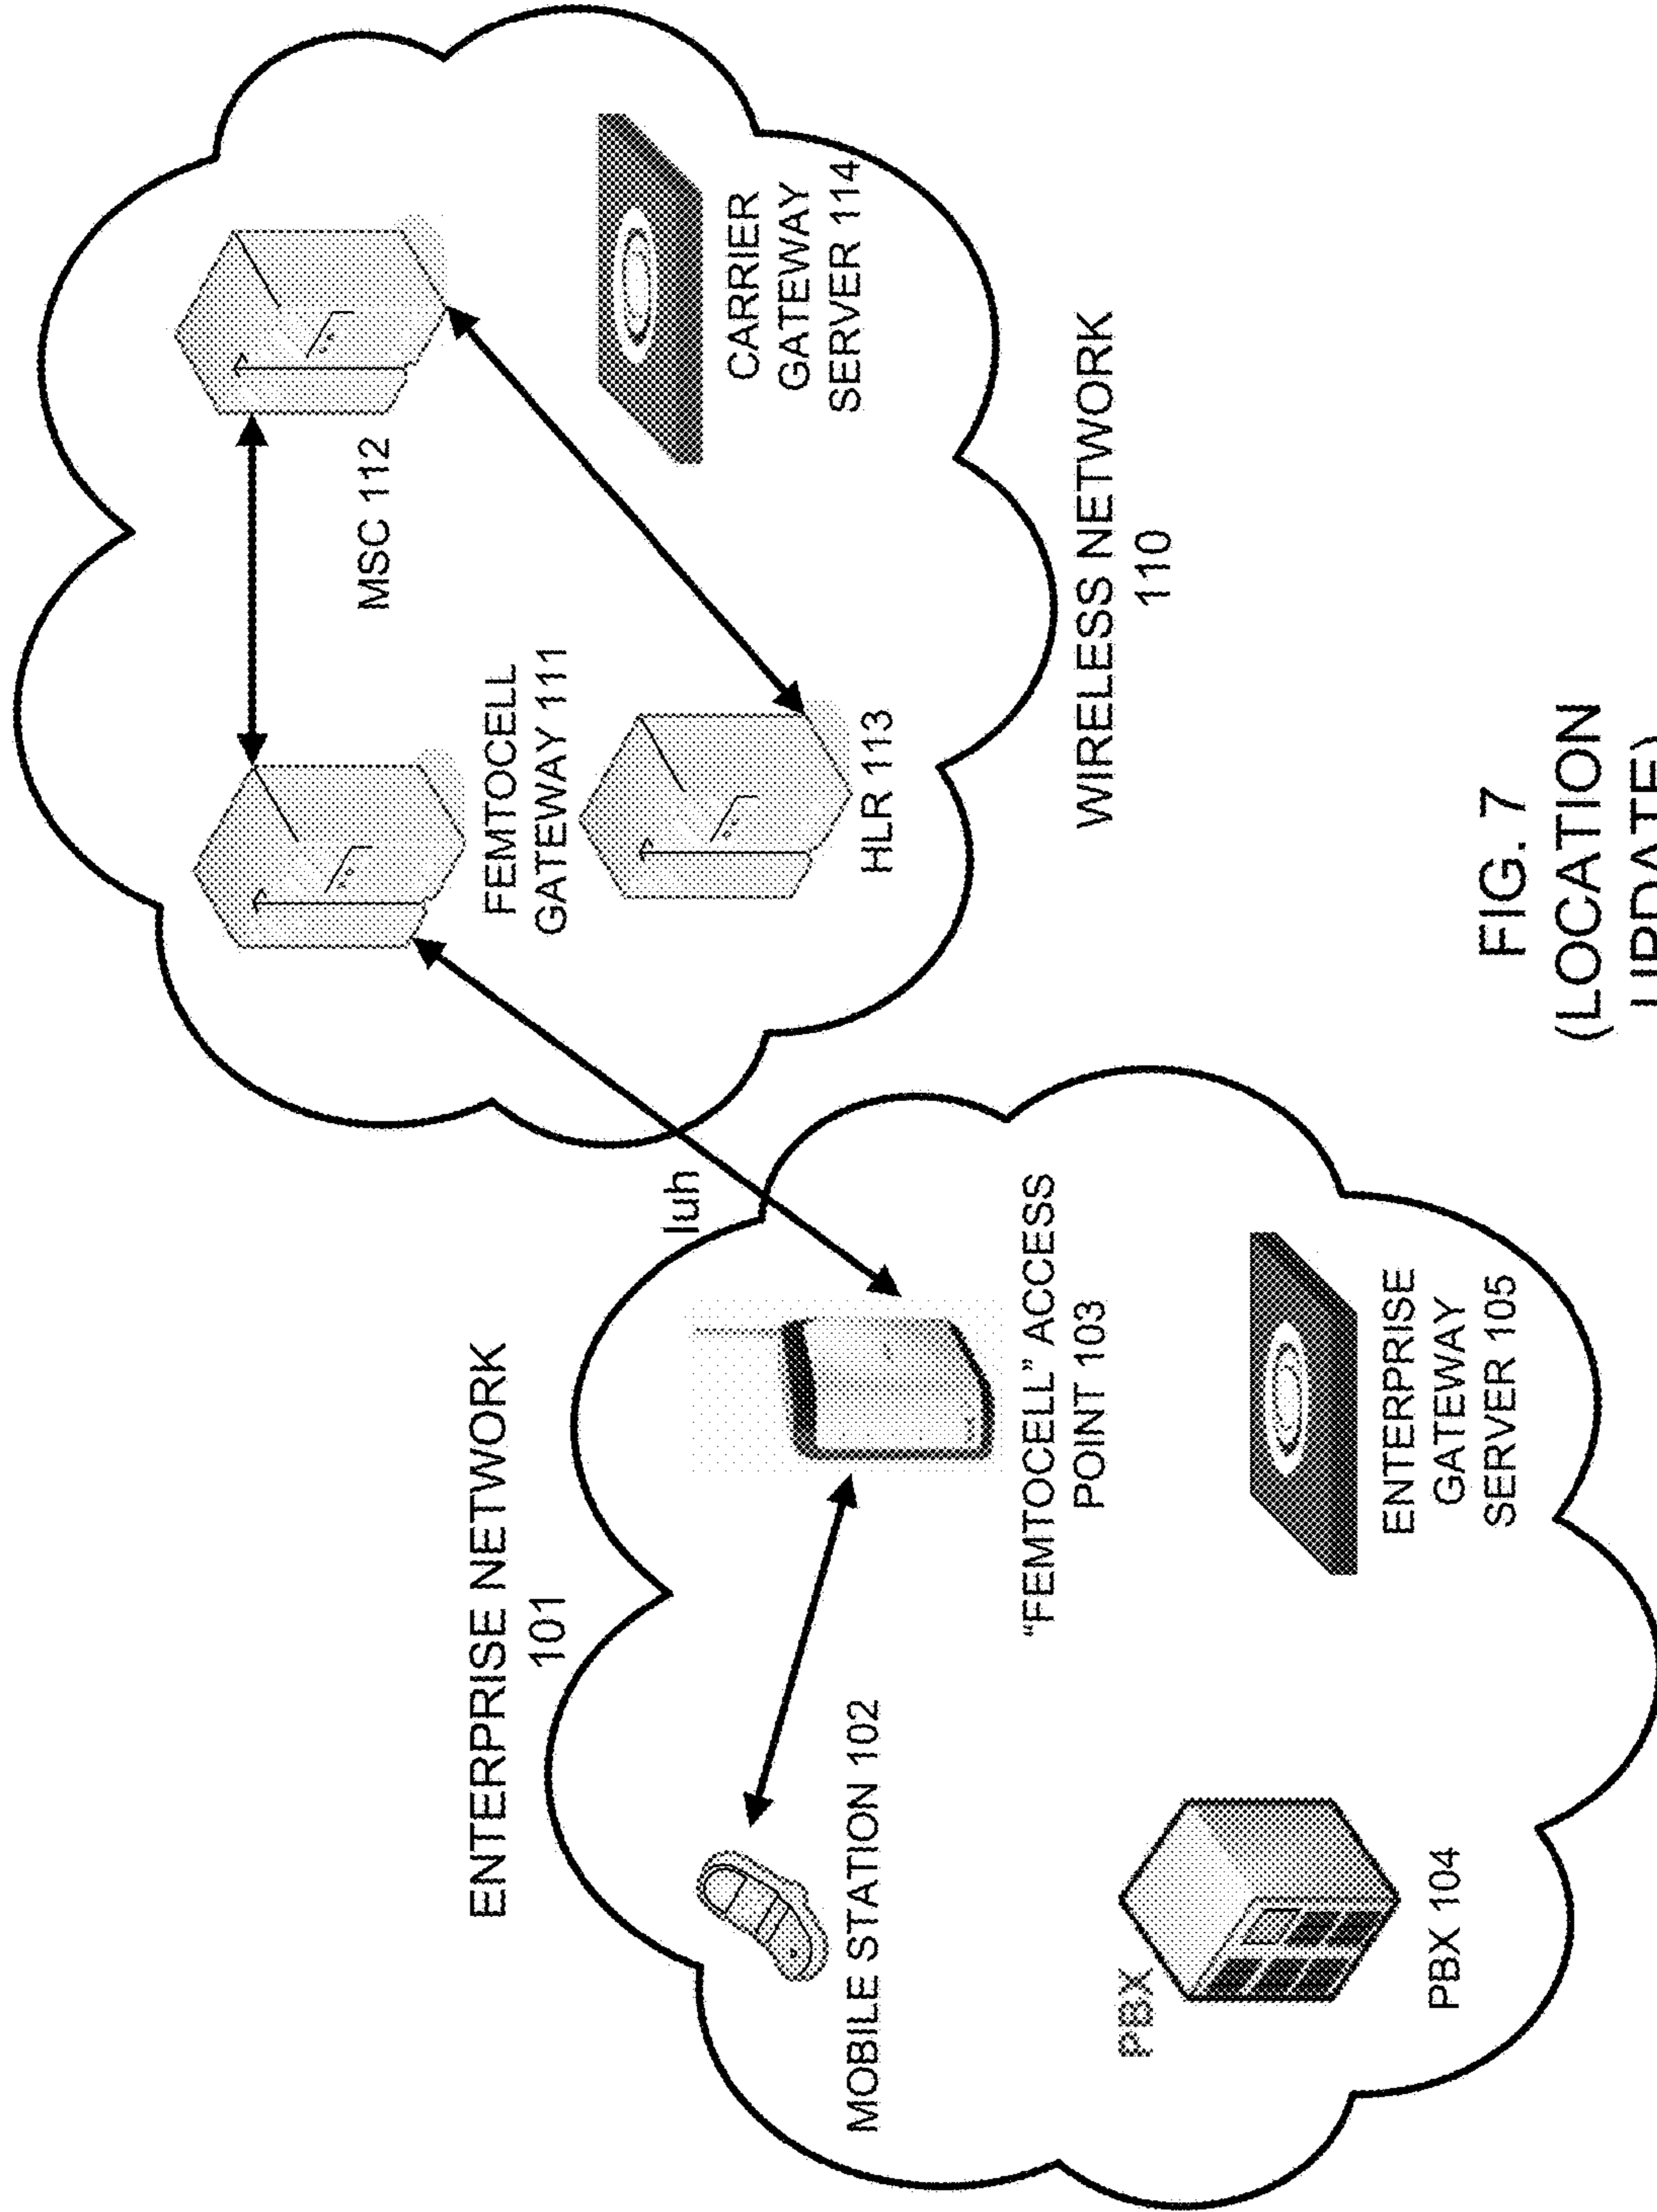 ENTERPRISE NETWORK
101
MOBILE STATION 102
"FEMTOCELL" ACCESS
POINT 103
PBX
PBX 104
ENTERPRISE
GATEWAY
SERVER 105
Iuh
FEMTOCELL
GATEWAY 111
MSC 112
HLR 113
CARRIER
GATEWAY
SERVER 114
WIRELESS NETWORK
110
FIG. 7
(LOCATION
UPDATE)